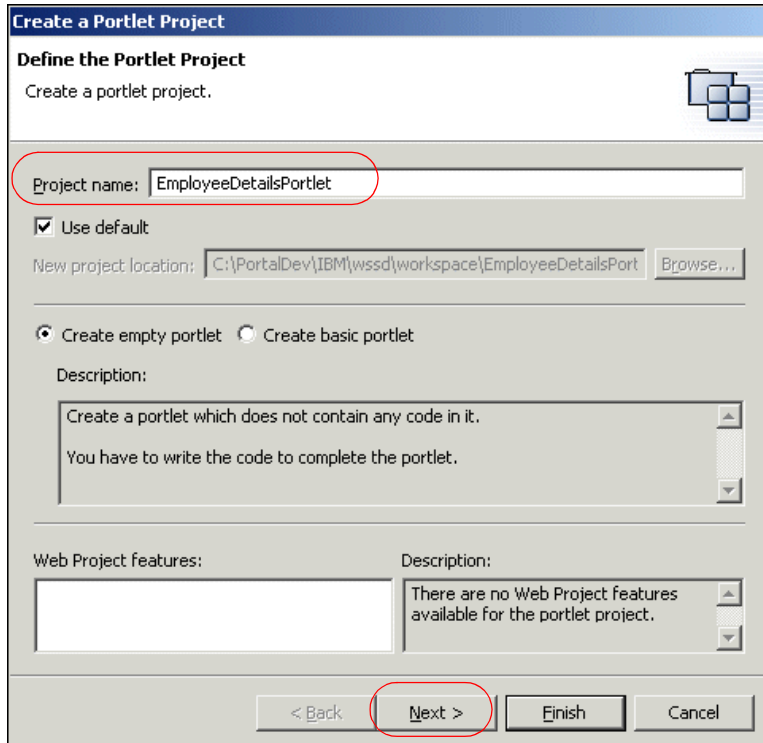 Create a Portlet Project
Define the Portlet Project
Create a portlet project.
Project name: EmployeeDetailsPortlet
Use default
New project location: C:\PortalDev\IBM\wssd\workspace\EmployeeDetailsPort Browse...
Create empty portlet Create basic portlet
Description:
Create a portlet which does not contain any code in it.
You have to write the code to complete the portlet.
Web Project features: Description:
There are no Web Project features
available for the portlet project.
< Back Next > Finish Cancel